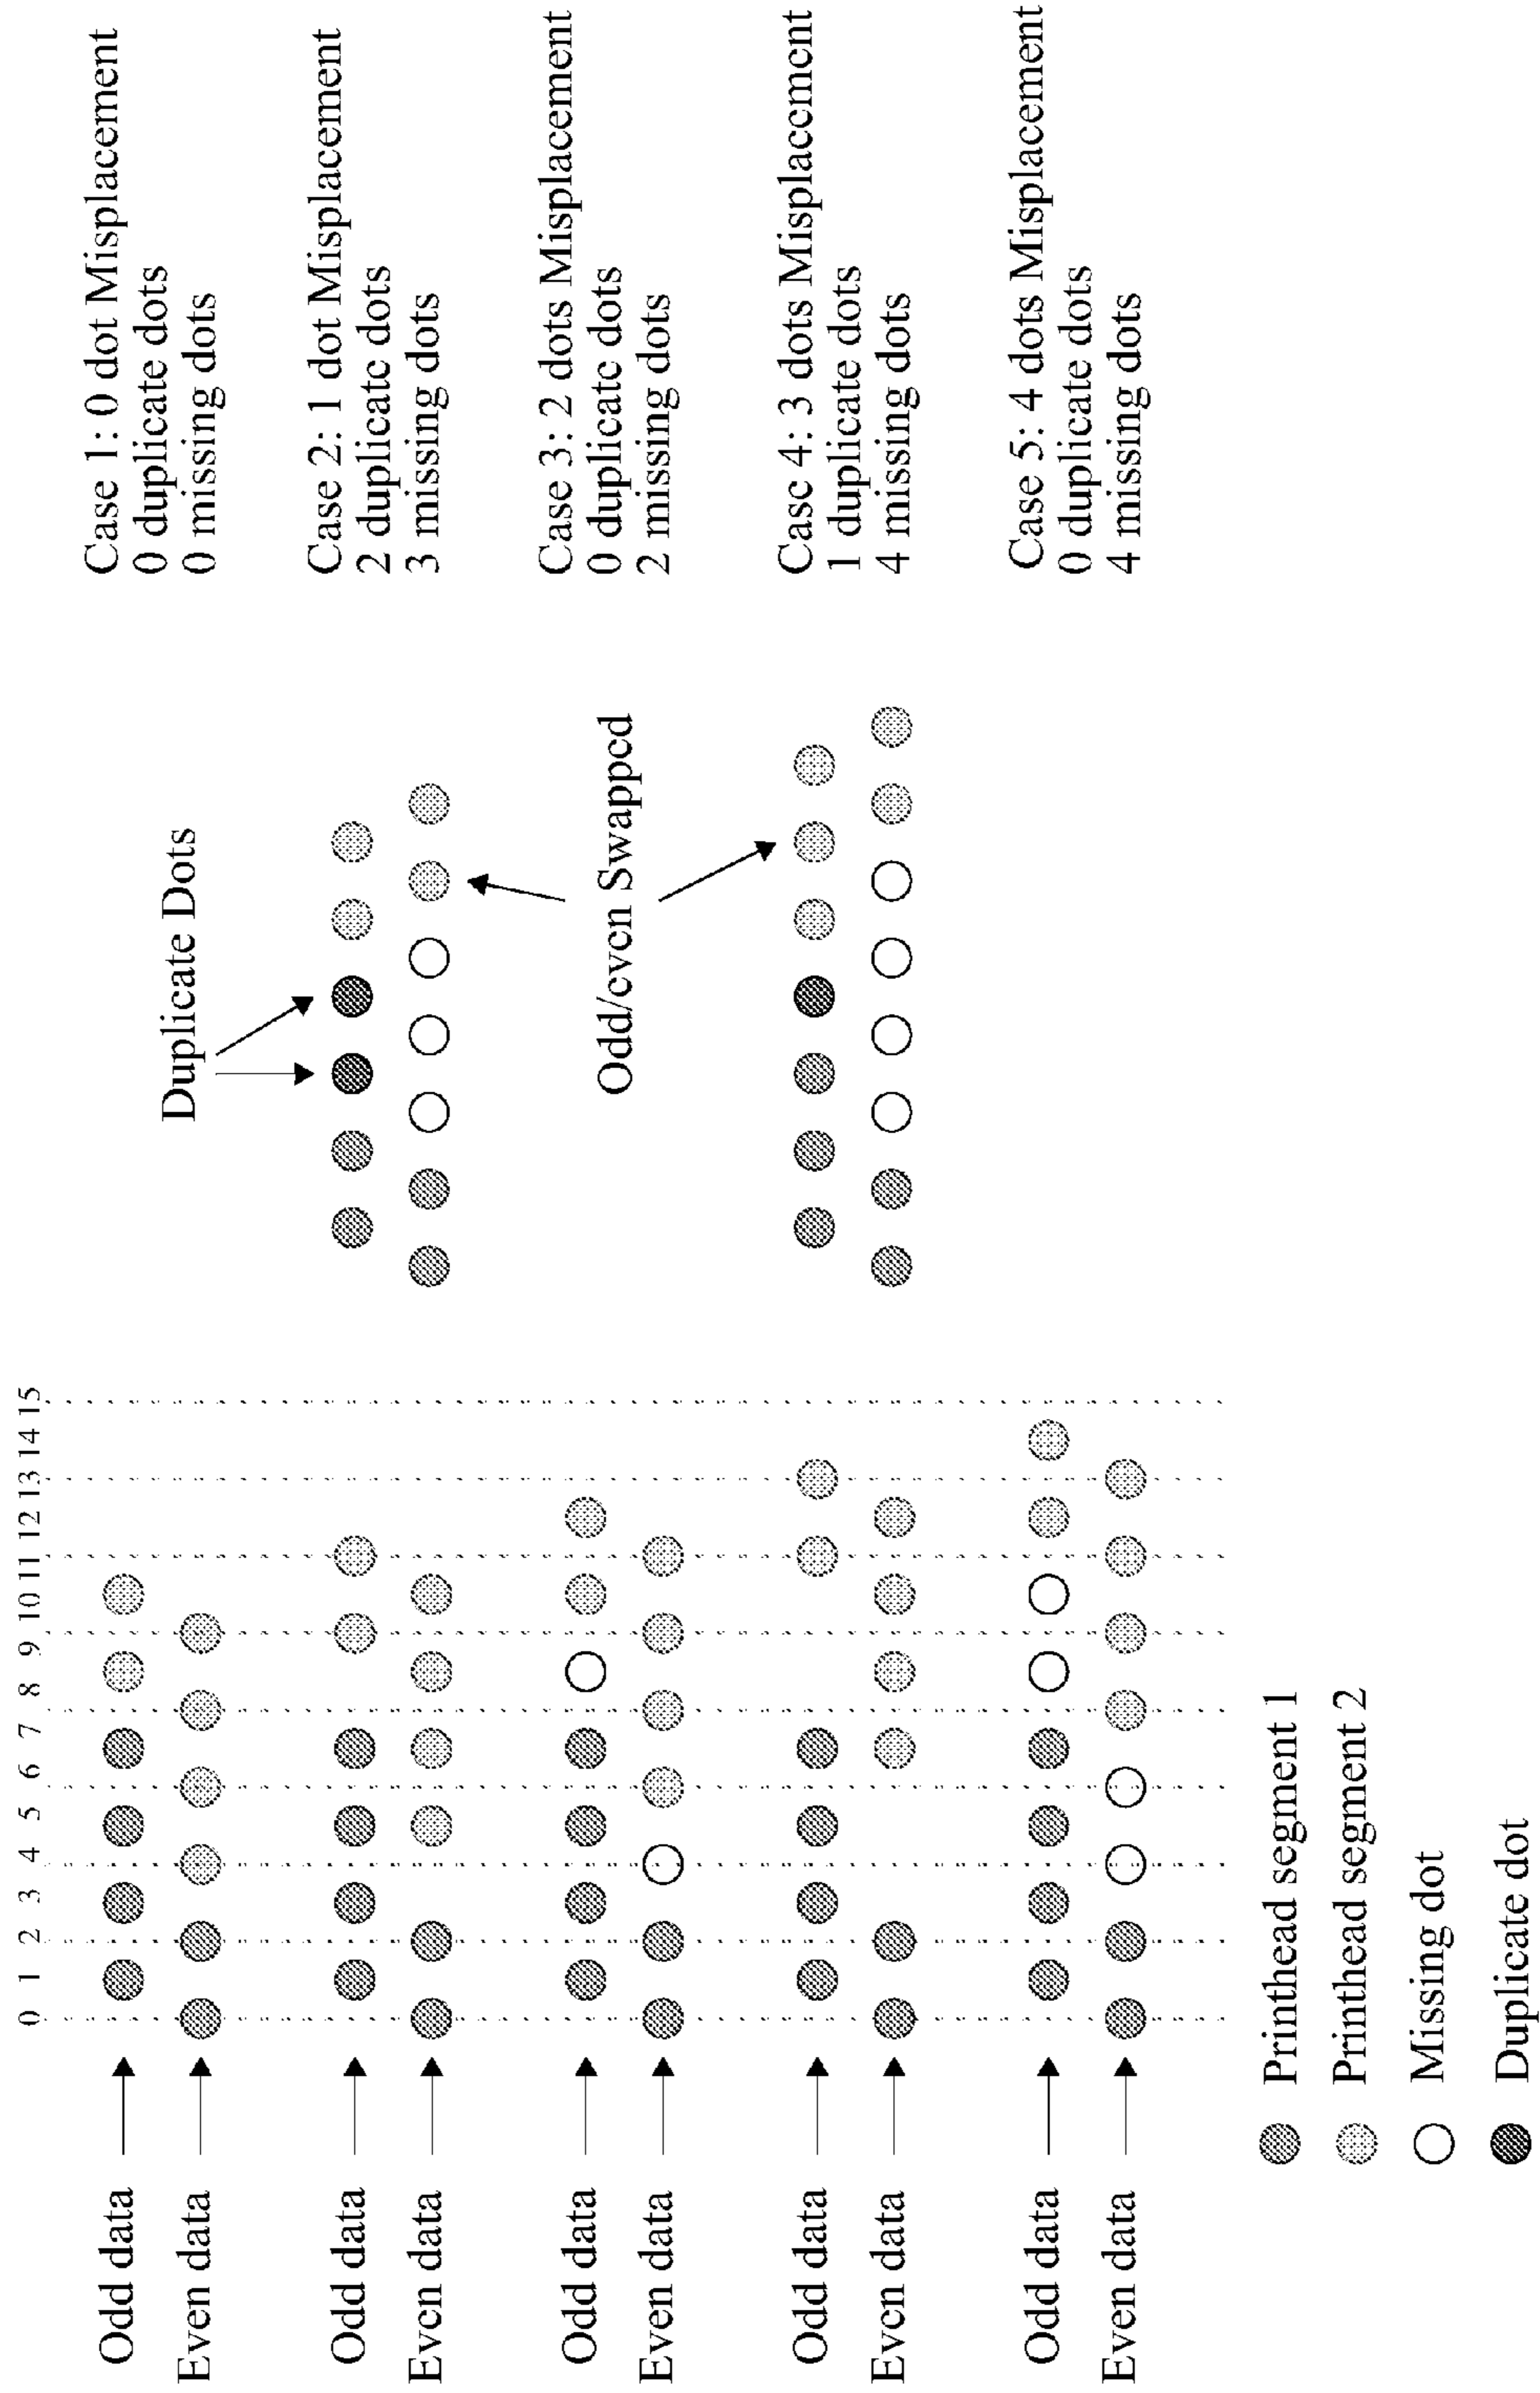 0 1 2 3 4 5 6 7 8 9 10 11 12 13 14 15
Odd data
Even data
Case 1: 0 dot Misplacement
0 duplicate dots
0 missing dots
Duplicate Dots
Odd data
Even data
Case 2: 1 dot Misplacement
2 duplicate dots
3 missing dots
Odd data
Even data
Odd/even Swapped
Case 3: 2 dots Misplacement
0 duplicate dots
2 missing dots
Odd data
Even data
Case 4: 3 dots Misplacement
1 duplicate dots
4 missing dots
Odd data
Even data
Case 5: 4 dots Misplacement
0 duplicate dots
4 missing dots
Printhead segment 1
Printhead segment 2
Missing dot
Duplicate dot